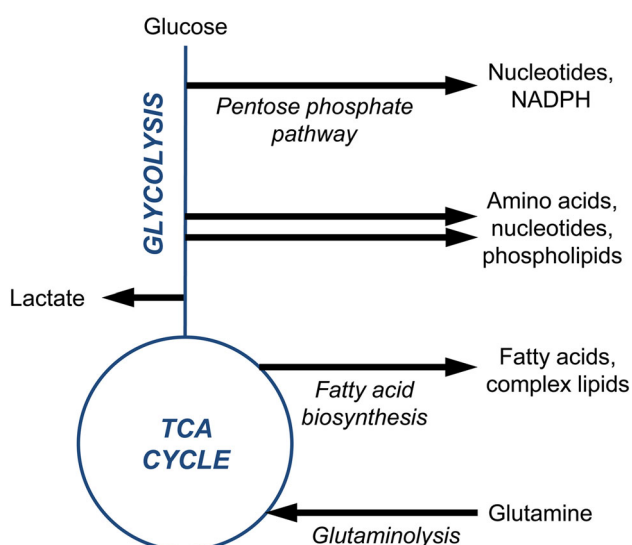 Glucose
Nucleotides,
NADPH
Pentose phosphate
pathway
GLYCOLYSIS
Amino acids,
nucleotides,
phospholipids
Lactate
Fatty acids,
complex lipids
Fatty acid
biosynthesis
TCA
CYCLE
Glutamine
Glutaminolysis